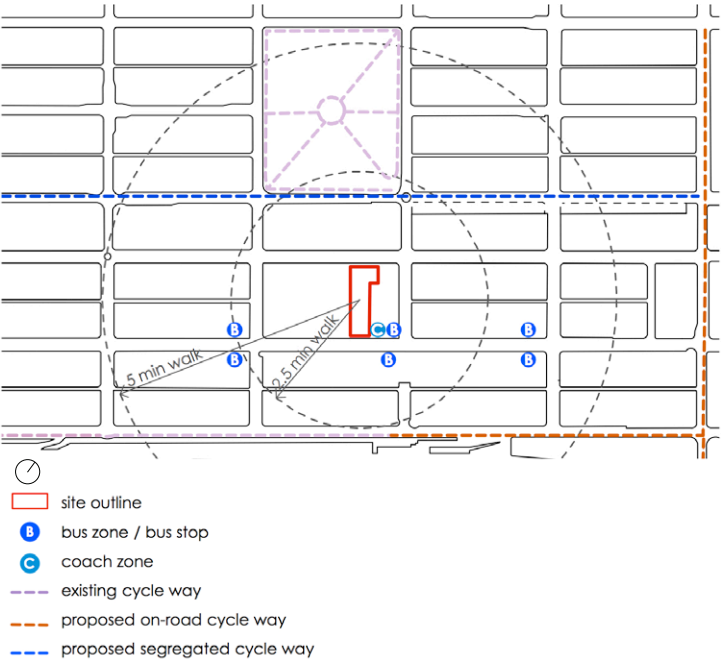 B
C B
B
B
B
B
5 min walk
2.5 min walk
site outline
B bus zone / bus stop
C coach zone
existing cycle way
proposed on-road cycle way
proposed segregated cycle way